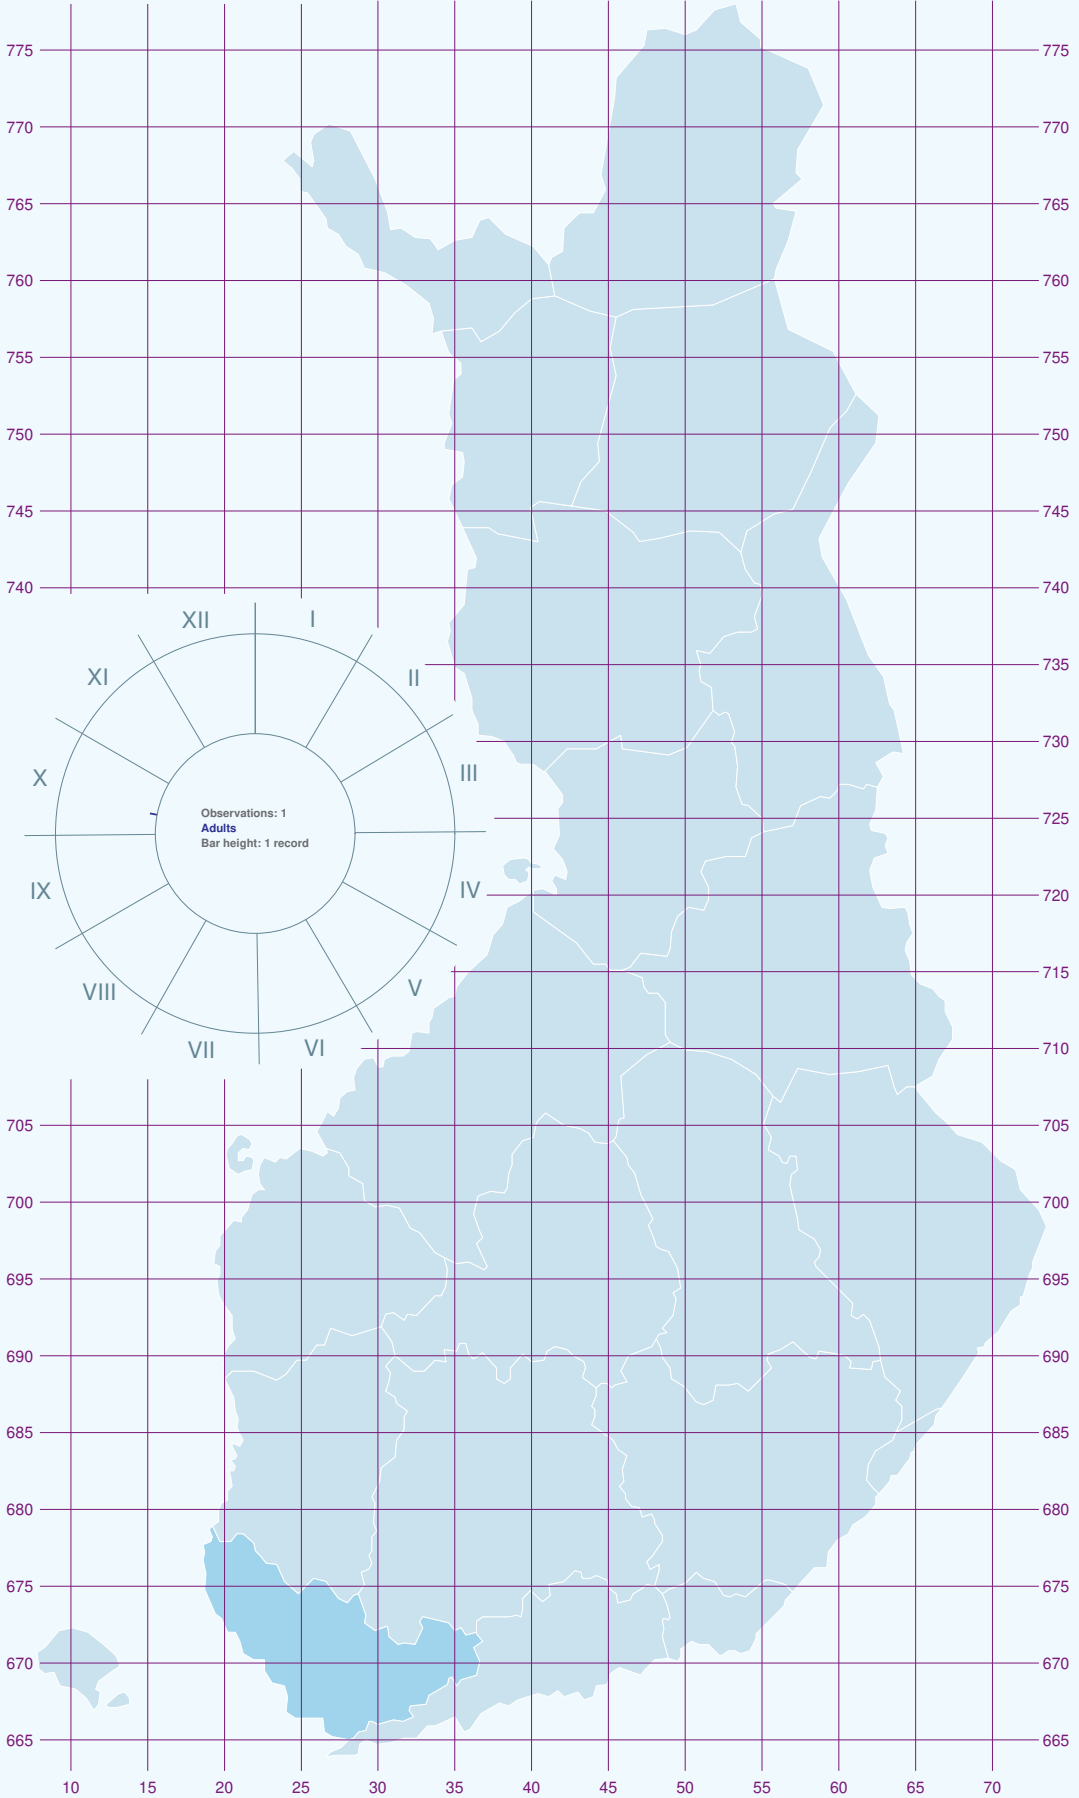 775 775
770 770
765 765
760 760
755 755
750 750
745 745
740 740
XII I
XI II
735
730
X III
Observations: 1
Adults
Bar height: 1 record
725
IX IV
720
715
VIII V
VII VI
710
705 705
700 700
695 695
690 690
685 685
680 680
675 675
670 670
665 665
10 15 20 25 30 35 40 45 50 55 60 65 70